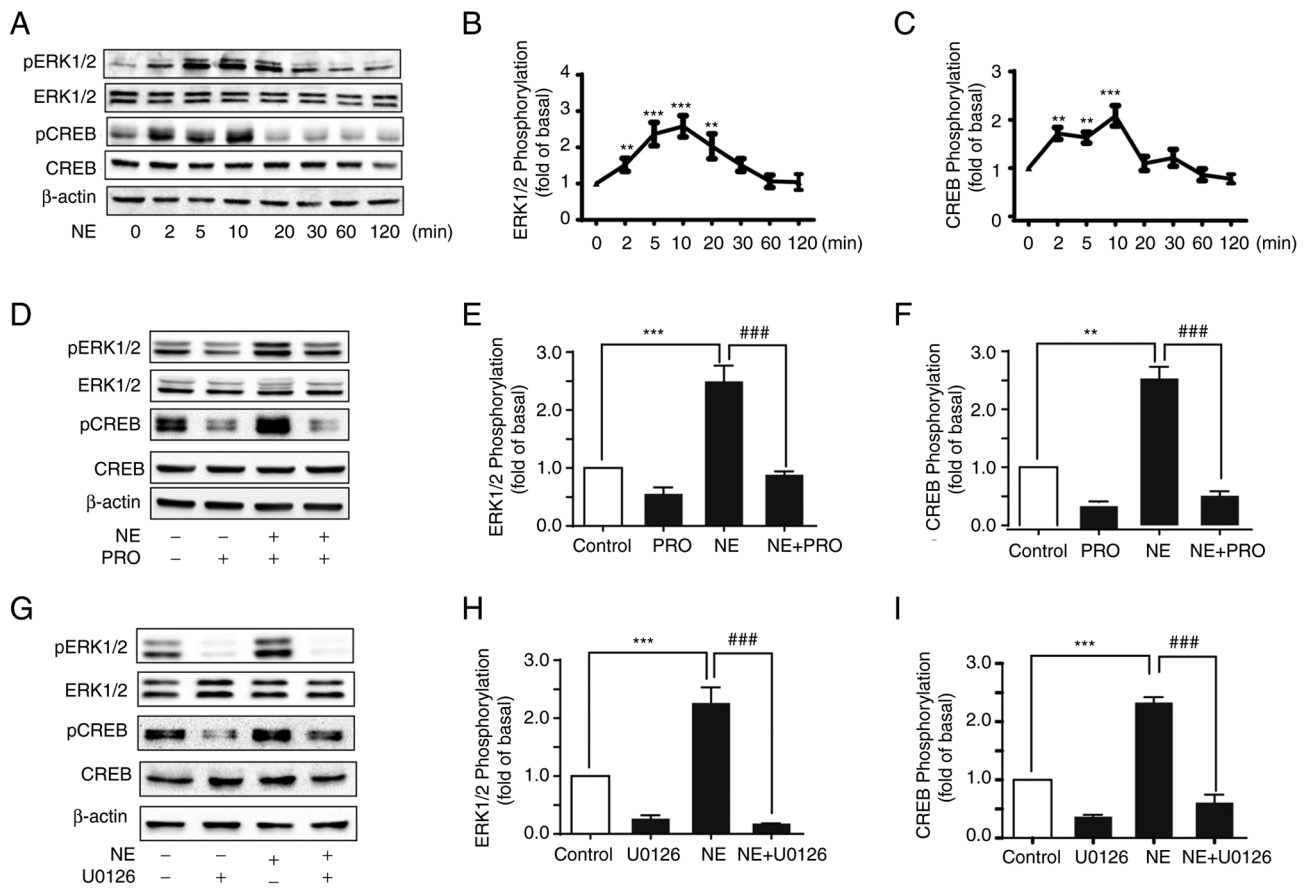 A
pERK1/2
ERK1/2
pCREB
CREB
β-actin
NE 0 2 5 10 20 30 60 120 (min)
B
ERK1/2 Phosphorylation
(fold of basal)
4
3
2
1
0
** *** *** **
0 2 5 10 20 30 60 120 (min)
C
CREB Phosphorylation
(fold of basal)
3
2
1
0
** ** ***
0 2 5 10 20 30 60 120 (min)
D
pERK1/2
ERK1/2
pCREB
CREB
β-actin
NE – – + +
PRO – + + +
E
ERK1/2 Phosphorylation
(fold of basal)
*** ###
3.0
2.0
1.0
0.0
Control PRO NE NE+PRO
F
CREB Phosphorylation
(fold of basal)
** ###
3.0
2.0
1.0
0.0
Control PRO NE NE+PRO
G
pERK1/2
ERK1/2
pCREB
CREB
β-actin
NE – – + +
U0126 – + – +
H
ERK1/2 Phosphorylation
(fold of basal)
*** ###
3.0
2.0
1.0
0.0
Control U0126 NE NE+U0126
I
CREB Phosphorylation
(fold of basal)
*** ###
3.0
2.0
1.0
0.0
Control U0126 NE NE+U0126